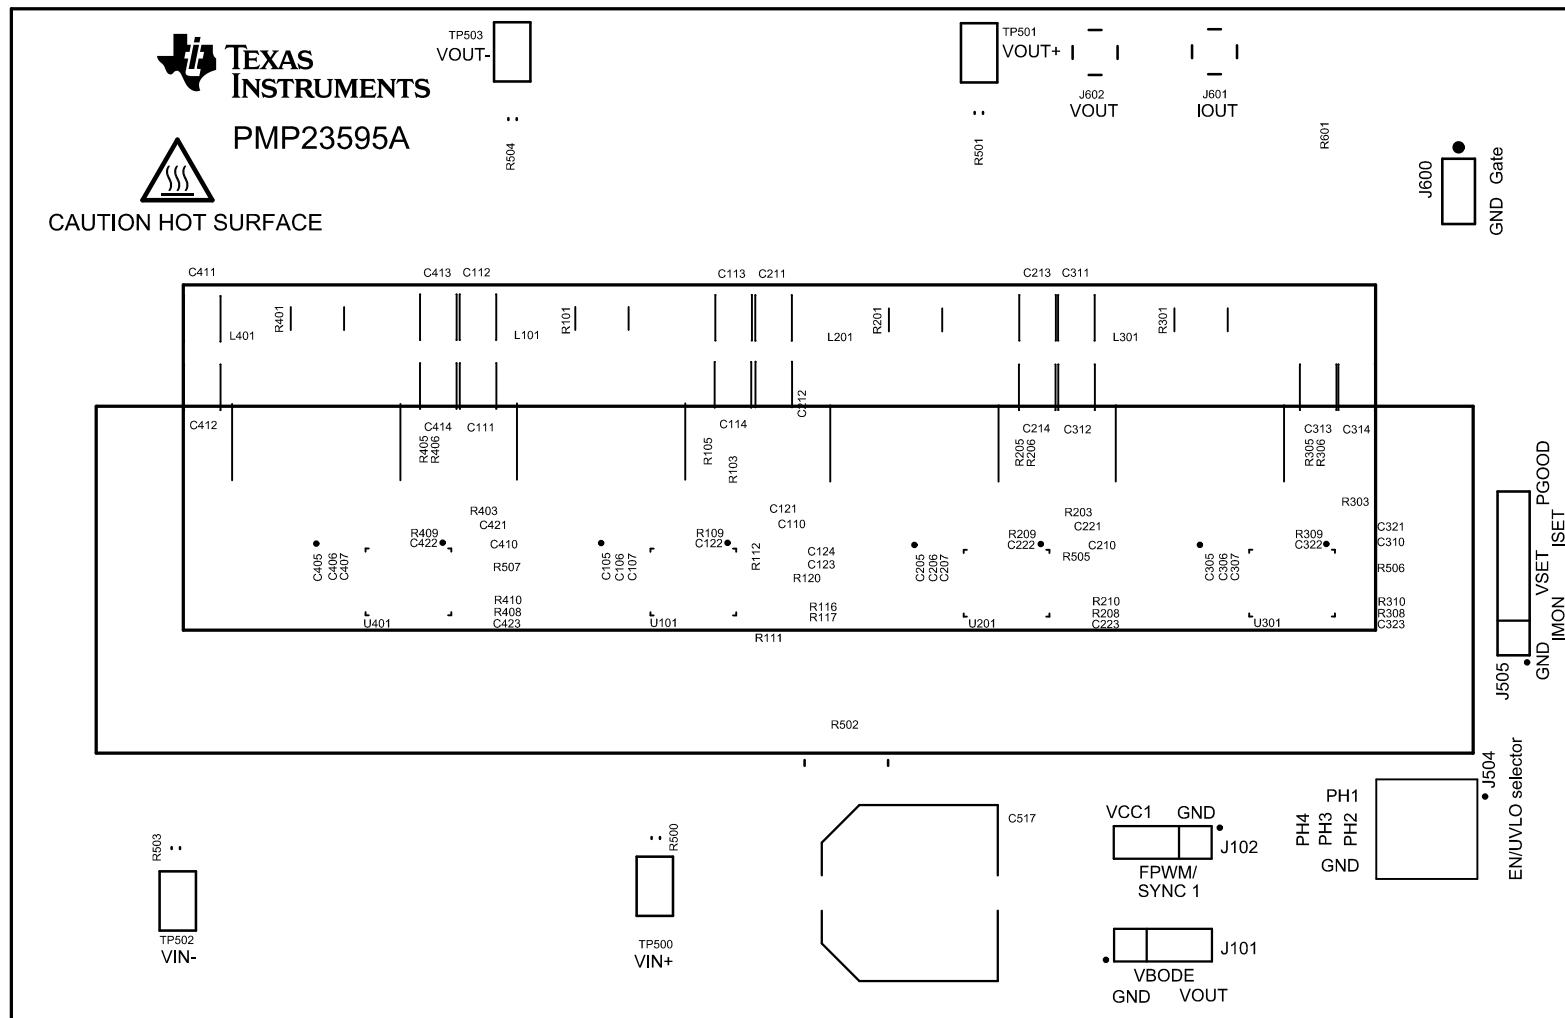 TEXAS
INSTRUMENTS
PMP23595A
CAUTION HOT SURFACE
TP503
VOUT-
R504
TP501
VOUT+
R501
J602
VOUT
J601
IOUT
R601
J600
GND Gate
C411
C413 C112
C113 C211
C213 C311
L401
R401
L101
R101
L201
R201
L301
R301
C412
C414 C111
C114
C212
C214 C312
C313 C314
R405
R406
R105
R103
R205
R206
R305
R306
R403
C421
R409
C422
C410
R507
C405
C406
C407
R410
R408
C423
U401
C121
C110
R109
C122
R112
C124
C123
R120
C105
C106
C107
R116
R117
U101
R111
R203
C221
R209
C222
C210
R505
C205
C206
C207
R210
R208
C223
U201
R303
C321
R309
C322
C310
R506
C305
C306
C307
R310
R308
C323
U301
PGOOD
ISET
VSET
IMON
GND
J505
R502
J504
EN/UVLO selector
PH1
PH4
PH3
PH2
GND
R503
TP502
VIN-
R500
TP500
VIN+
C517
VCC1 GND
J102
FPWM/
SYNC 1
J101
VBODE
GND VOUT